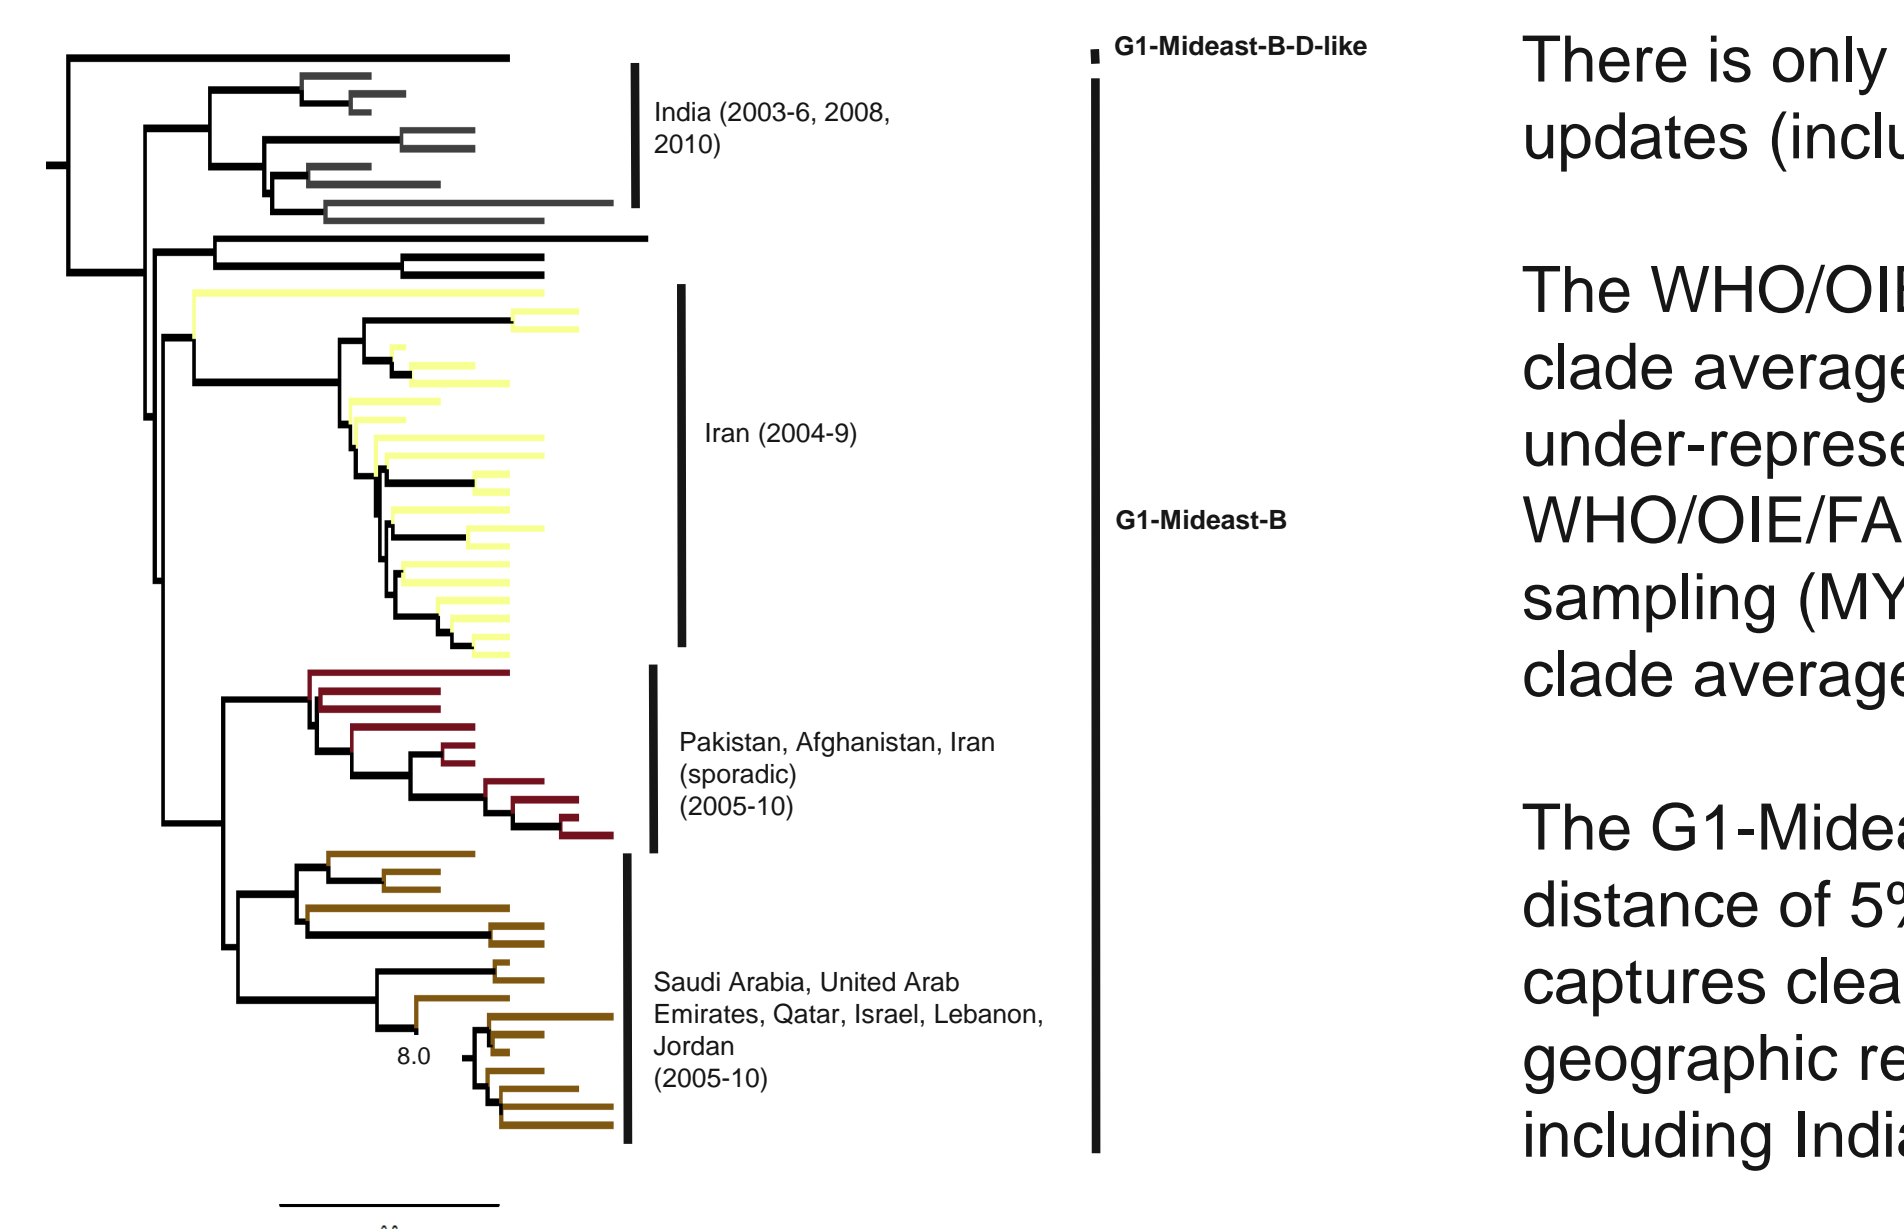 G1-Mideast-B-D-like
India (2003-6, 2008,
2010)
Iran (2004-9)
G1-Mideast-B
Pakistan, Afghanistan, Iran
(sporadic)
(2005-10)
Saudi Arabia, United Arab
Emirates, Qatar, Israel, Lebanon,
Jordan
(2005-10)
8.0
There is only
updates (inclu
The WHO/OIE
clade average
under-represe
WHO/OIE/FA
sampling (MY
clade average
The G1-Midea
distance of 5%
captures clea
geographic re
including India